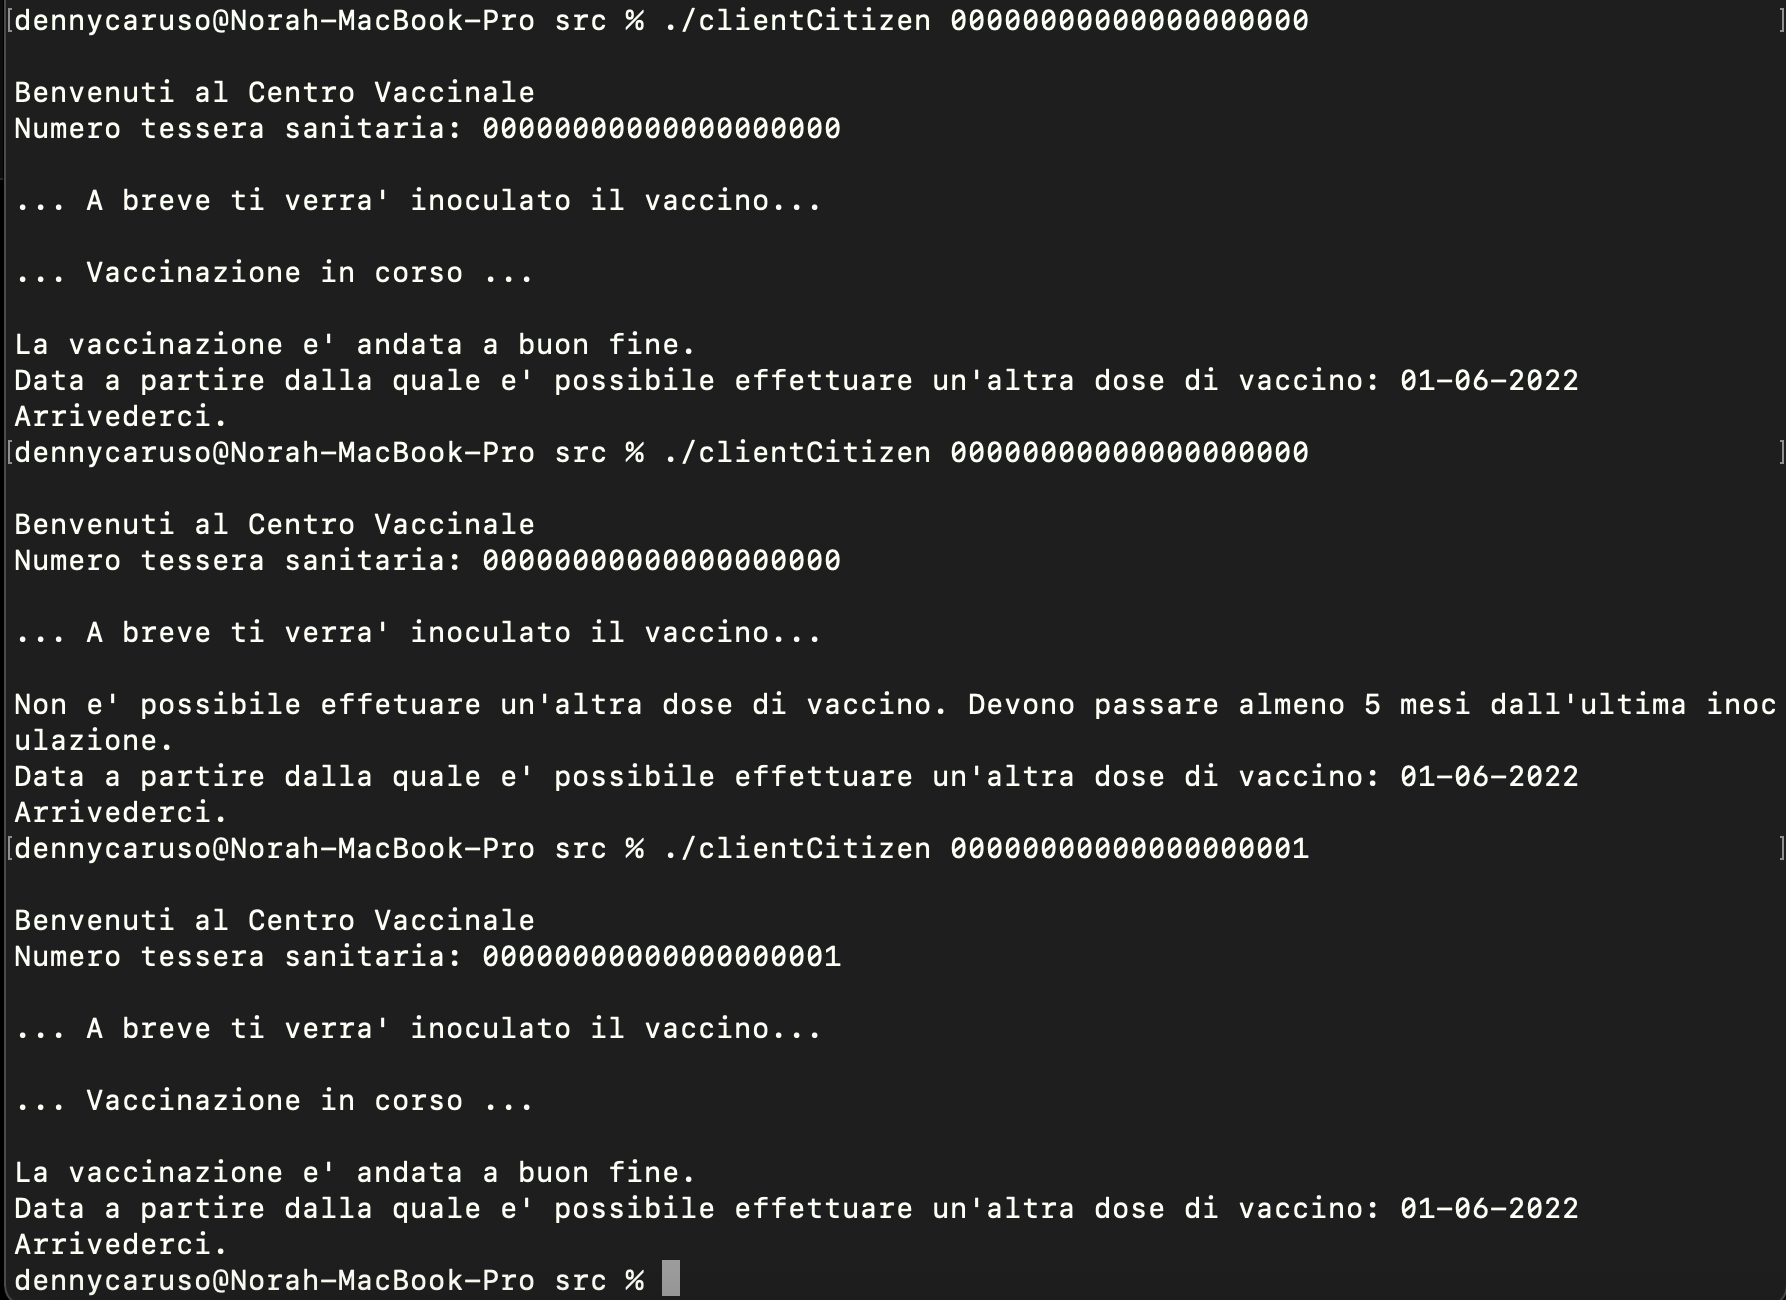 [dennycaruso@Norah-MacBook-Pro src % ./clientCitizen 00000000000000000000 ]
Benvenuti al Centro Vaccinale
Numero tessera sanitaria: 00000000000000000000
... A breve ti verra' inoculato il vaccino...
... Vaccinazione in corso ...
La vaccinazione e' andata a buon fine.
Data a partire dalla quale e' possibile effettuare un'altra dose di vaccino: 01-06-2022
Arrivederci.
[dennycaruso@Norah-MacBook-Pro src % ./clientCitizen 00000000000000000000 ]
Benvenuti al Centro Vaccinale
Numero tessera sanitaria: 00000000000000000000
... A breve ti verra' inoculato il vaccino...
Non e' possibile effetuare un'altra dose di vaccino. Devono passare almeno 5 mesi dall'ultima inoc
ulazione.
Data a partire dalla quale e' possibile effettuare un'altra dose di vaccino: 01-06-2022
Arrivederci.
[dennycaruso@Norah-MacBook-Pro src % ./clientCitizen 00000000000000000001 ]
Benvenuti al Centro Vaccinale
Numero tessera sanitaria: 00000000000000000001
... A breve ti verra' inoculato il vaccino...
... Vaccinazione in corso ...
La vaccinazione e' andata a buon fine.
Data a partire dalla quale e' possibile effettuare un'altra dose di vaccino: 01-06-2022
Arrivederci.
dennycaruso@Norah-MacBook-Pro src %